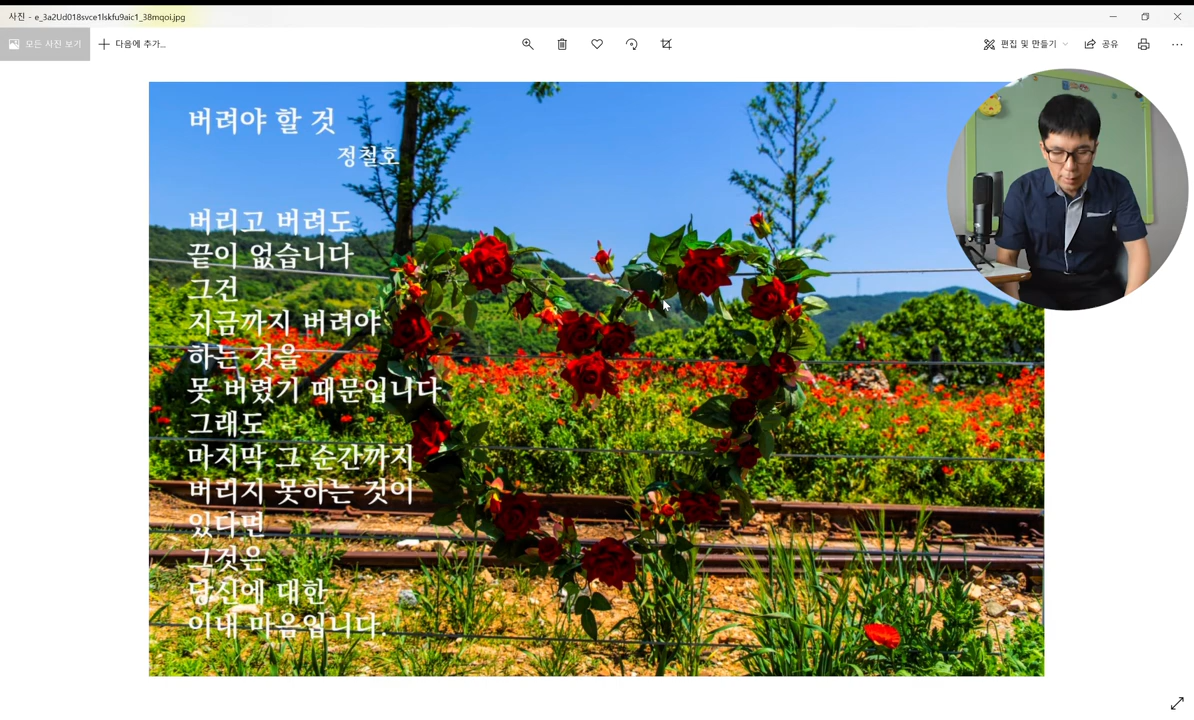 사진 - e_3a2Ud018svce1lskfu9aic1_38mqoi.jpg
모든 사진 보기
다음에 추가...
편집 및 만들기
공유
버려야 할 것
정철호
버리고 버려도
끝이 없습니다
그건
지금까지 버려야
하는 것을
못 버렸기 때문입니다
그래도
마지막 그 순간까지
버리지 못하는 것이
있다면
그것은
당신에 대한
이내 마음입니다.